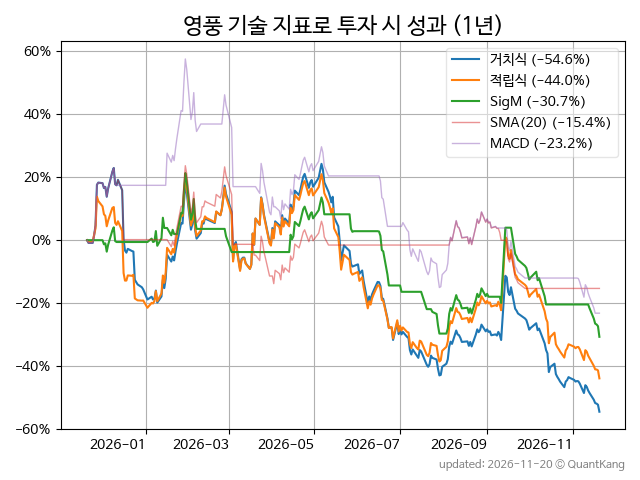 영풍 기술 지표로 투자 시 성과 (1년)
거치식 (−54.6%)
적립식 (−44.0%)
SigM (−30.7%)
SMA(20) (−15.4%)
MACD (−23.2%)
60%
40%
20%
0%
−20%
−40%
−60%
2026-01 2026-03 2026-05 2026-07 2026-09 2026-11
updated: 2026-11-20 © QuantKang